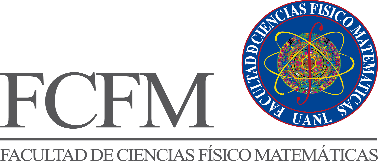 FCFM
FACULTAD DE CIENCIAS FÍSICO MATEMÁTICAS
UANL
FACULTAD DE CIENCIAS FÍSICO MATEMÁTICAS